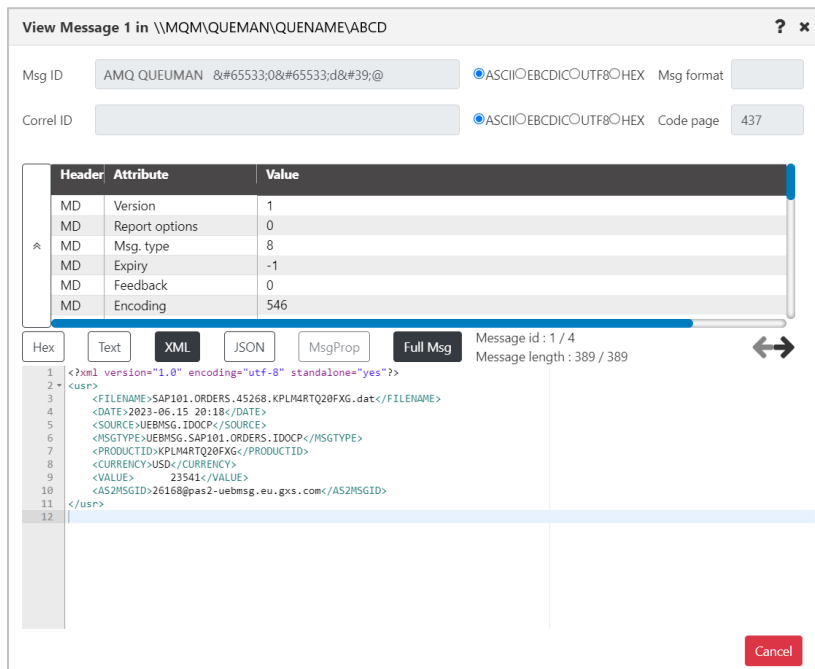 View Message 1 in \\MQM\QUEMAN\QUENAME\ABCD ? ×
Msg ID AMQ QUEUMAN &#65533;0&#65533;d&#39;@ ASCII EBCDIC UTF8 HEX Msg format
Correl ID ASCII EBCDIC UTF8 HEX Code page 437
Header Attribute Value
MD Version 1
MD Report options 0
MD Msg. type 8
MD Expiry -1
MD Feedback 0
MD Encoding 546
Hex Text XML JSON MsgProp Full Msg Message id : 1 / 4
Message length : 389 / 389
1 <?xml version="1.0" encoding="utf-8" standalone="yes"?>
2 <usr>
3 <FILENAME>SAP101.ORDERS.45268.KPLM4RTQ20FXG.dat</FILENAME>
4 <DATE>2023-06.15 20:18</DATE>
5 <SOURCE>UEBMSG.IDOCP</SOURCE>
6 <MSGTYPE>UEBMSG.SAP101.ORDERS.IDOCP</MSGTYPE>
7 <PRODUCTID>KPLM4RTQ20FXG</PRODUCTID>
8 <CURRENCY>USD</CURRENCY>
9 <VALUE> 23541</VALUE>
10 <AS2MSGID>26168@pas2-uebmsg.eu.gxs.com</AS2MSGID>
11 </usr>
12
Cancel